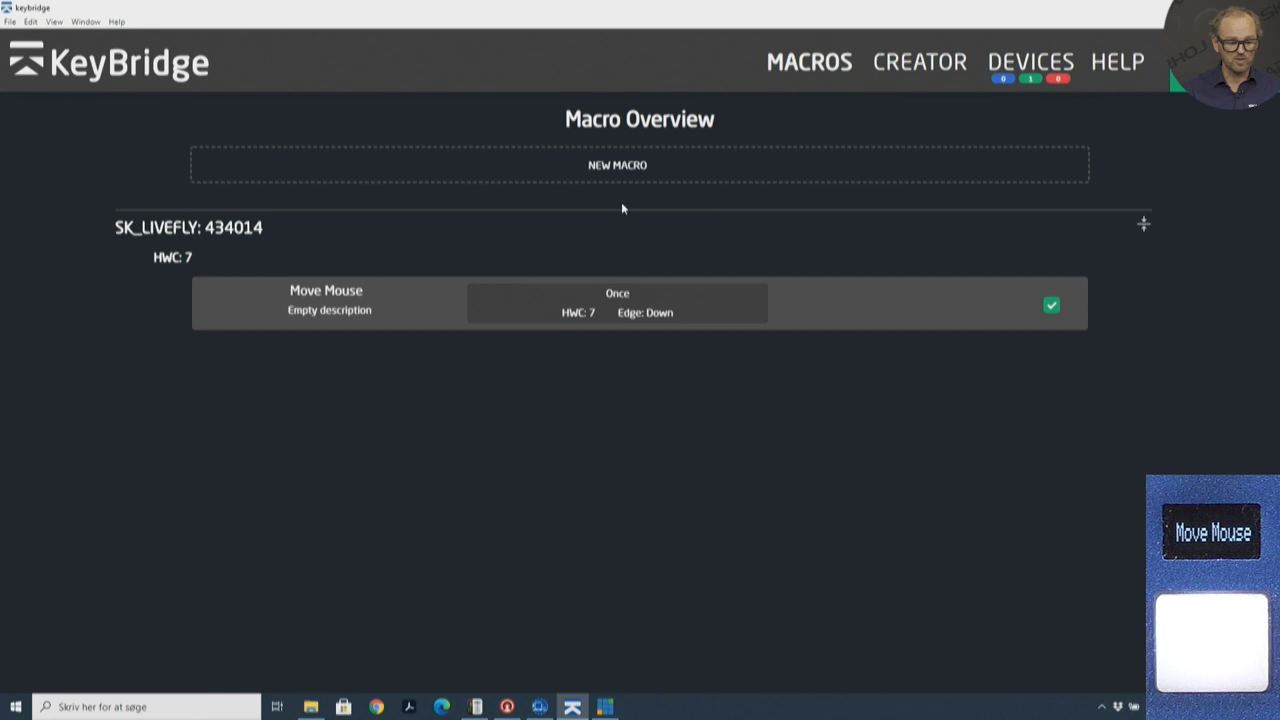 keybridge
File Edit View Window Help
KeyBridge
MACROS CREATOR DEVICES HELP
0 1 0
Macro Overview
NEW MACRO
SK_LIVEFLY: 434014
HWC: 7
Move Mouse
Empty description
Once
HWC: 7 Edge: Down
Move Mouse
Skriv her for at søge